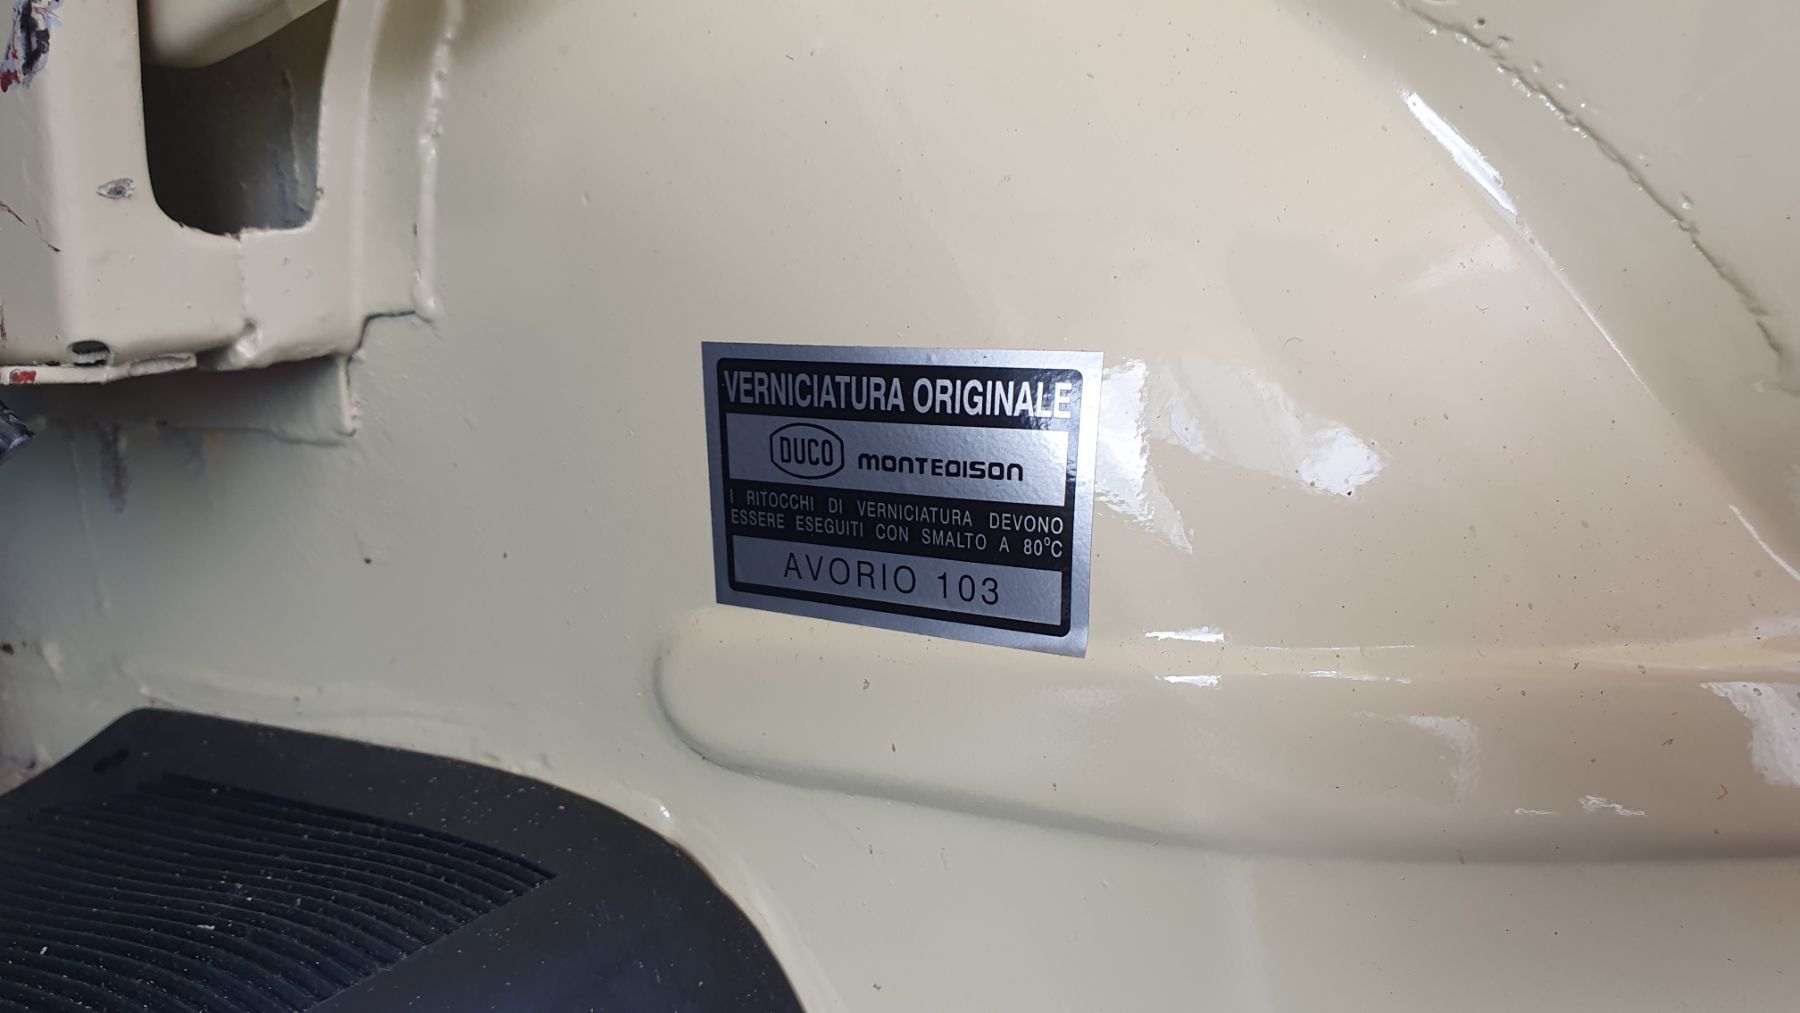 VERNICIATURA ORIGINALE
DUCO MONTEDISON
I RITOCCHI DI VERNICIATURA DEVONO
ESSERE ESEGUITI CON SMALTO A 80°C
AVORIO 103